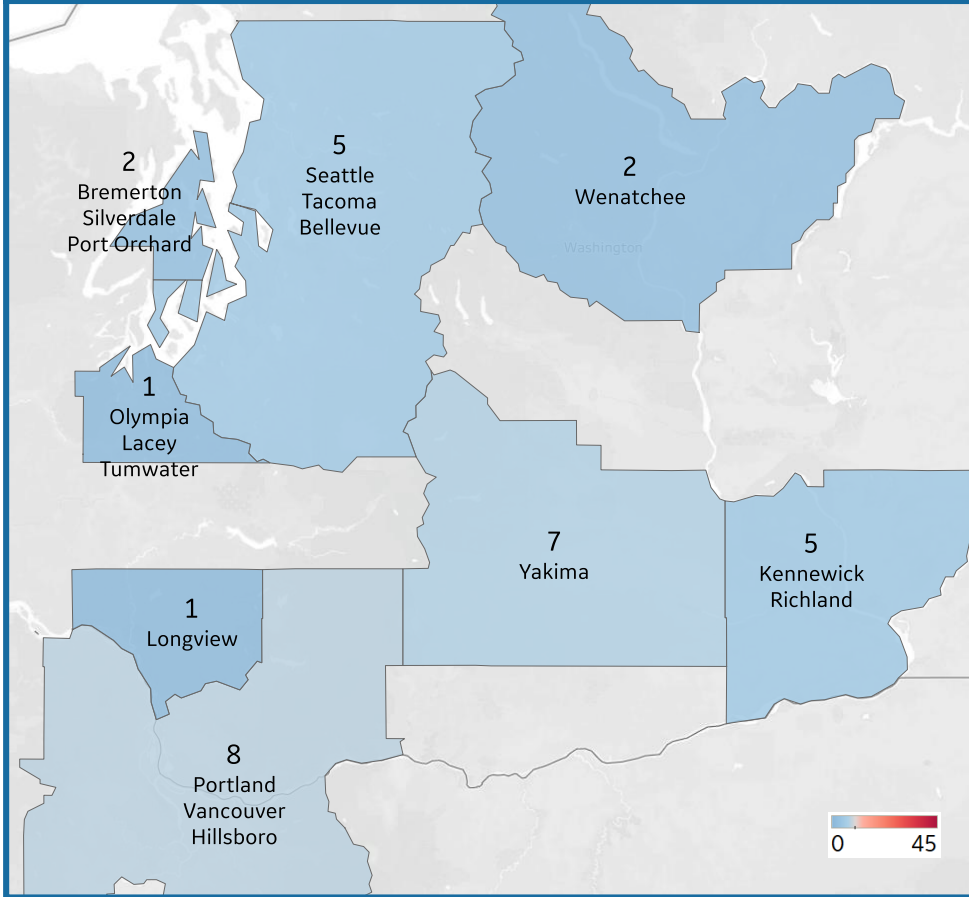 5
Seattle
Tacoma
Bellevue
2
Bremerton
Silverdale
Port Orchard
2
Wenatchee
Washington
1
Olympia
Lacey
Tumwater
7
Yakima
5
Kennewick
Richland
1
Longview
8
Portland
Vancouver
Hillsboro
0 45